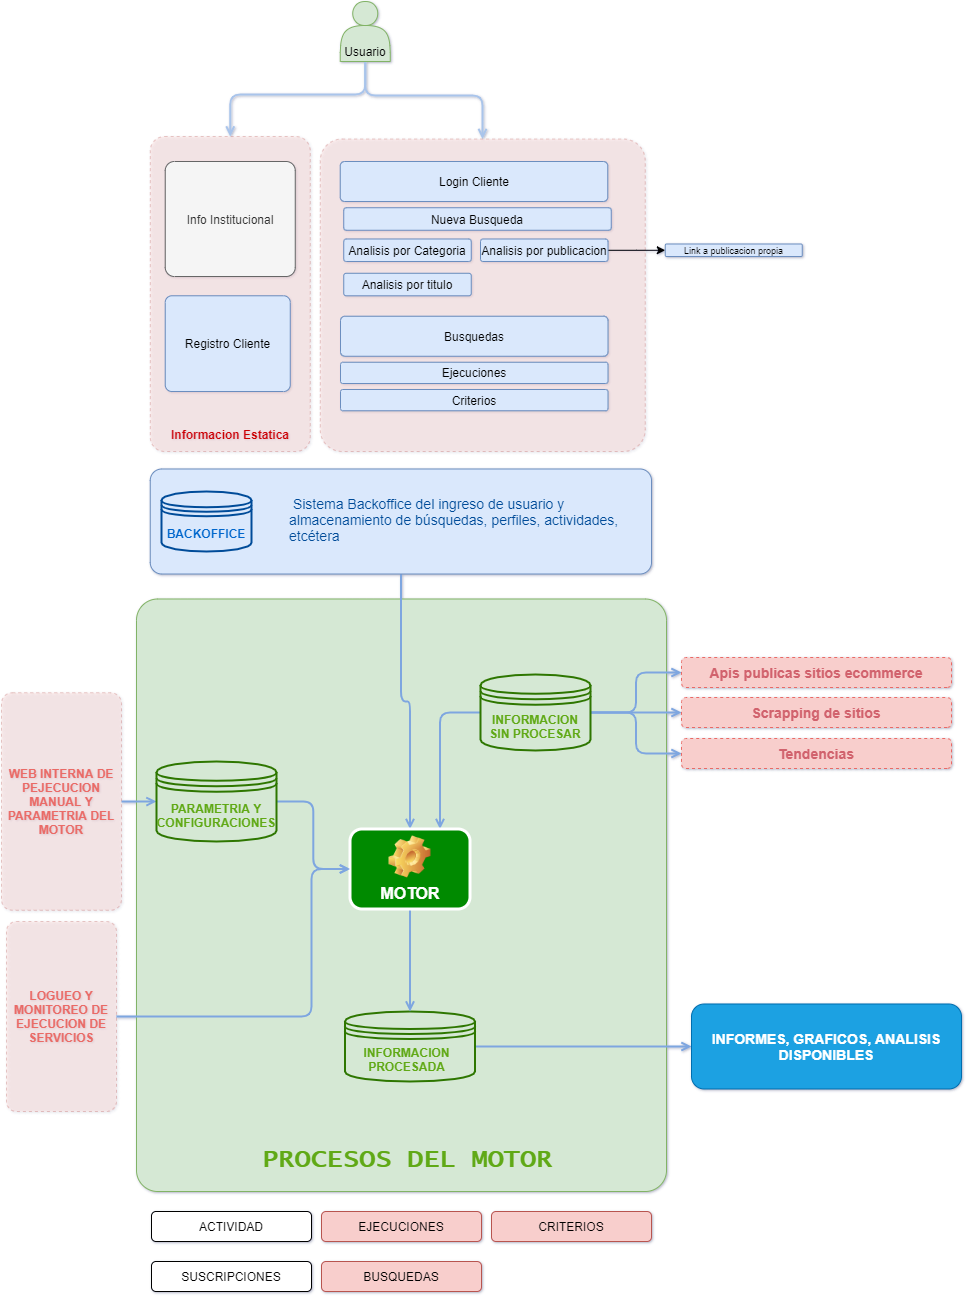 Usuario
Info Institucional
Registro Cliente
Informacion Estatica
Login Cliente
Nueva Busqueda
Analisis por Categoria
Analisis por publicacion
Link a publicacion propia
Analisis por titulo
Busquedas
Ejecuciones
Criterios
BACKOFFICE
Sistema Backoffice del ingreso de usuario y
almacenamiento de búsquedas, perfiles, actividades,
etcétera
Apis publicas sitios ecommerce
Scrapping de sitios
Tendencias
INFORMACION
SIN PROCESAR
WEB INTERNA DE
PEJECUCION
MANUAL Y
PARAMETRIA DEL
MOTOR
PARAMETRIA Y
CONFIGURACIONES
MOTOR
LOGUEO Y
MONITOREO DE
EJECUCION DE
SERVICIOS
INFORMACION
PROCESADA
INFORMES, GRAFICOS, ANALISIS
DISPONIBLES
PROCESOS DEL MOTOR
ACTIVIDAD
EJECUCIONES
CRITERIOS
SUSCRIPCIONES
BUSQUEDAS